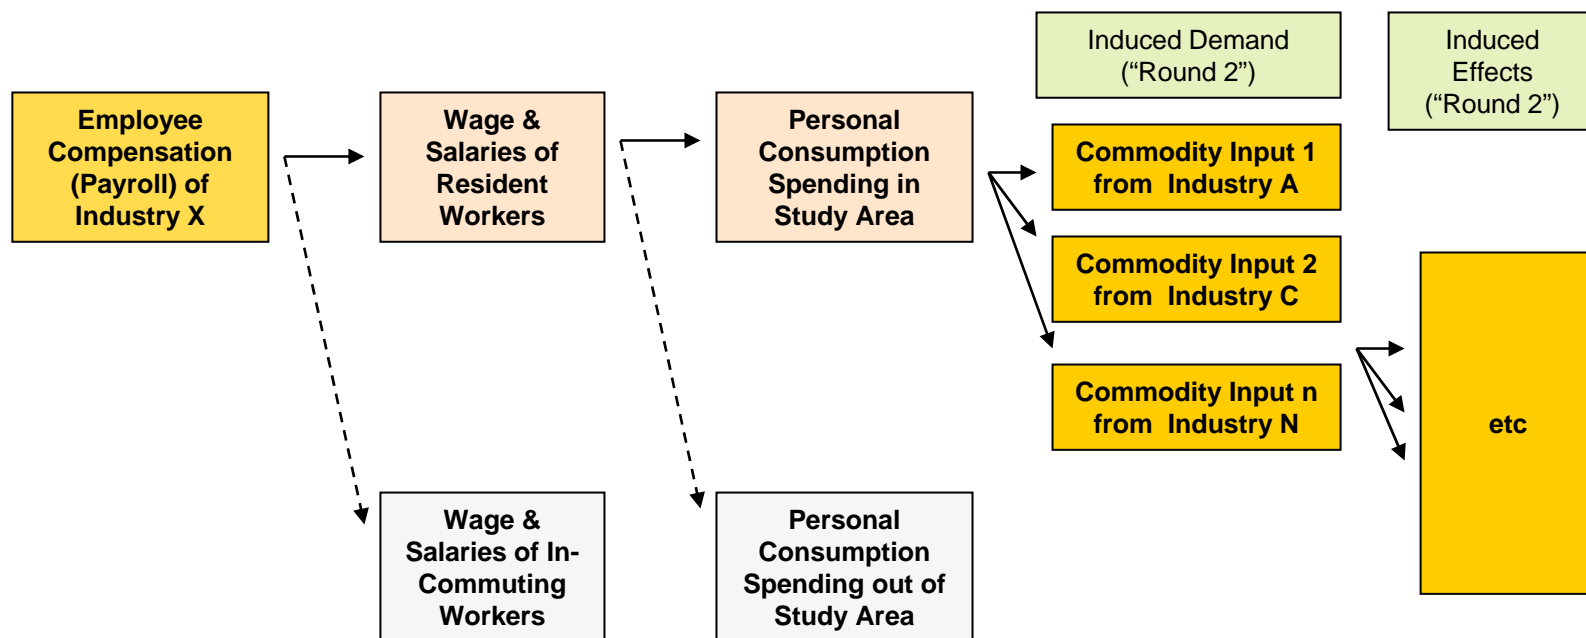 Induced Demand
(“Round 2”)
Induced
Effects
(“Round 2”)
Employee
Compensation
(Payroll) of
Industry X
Wage &
Salaries of
Resident
Workers
Personal
Consumption
Spending in
Study Area
Commodity Input 1
from  Industry A
Commodity Input 2
from  Industry C
Commodity Input n
from  Industry N
etc
Wage &
Salaries of In-
Commuting
Workers
Personal
Consumption
Spending out of
Study Area